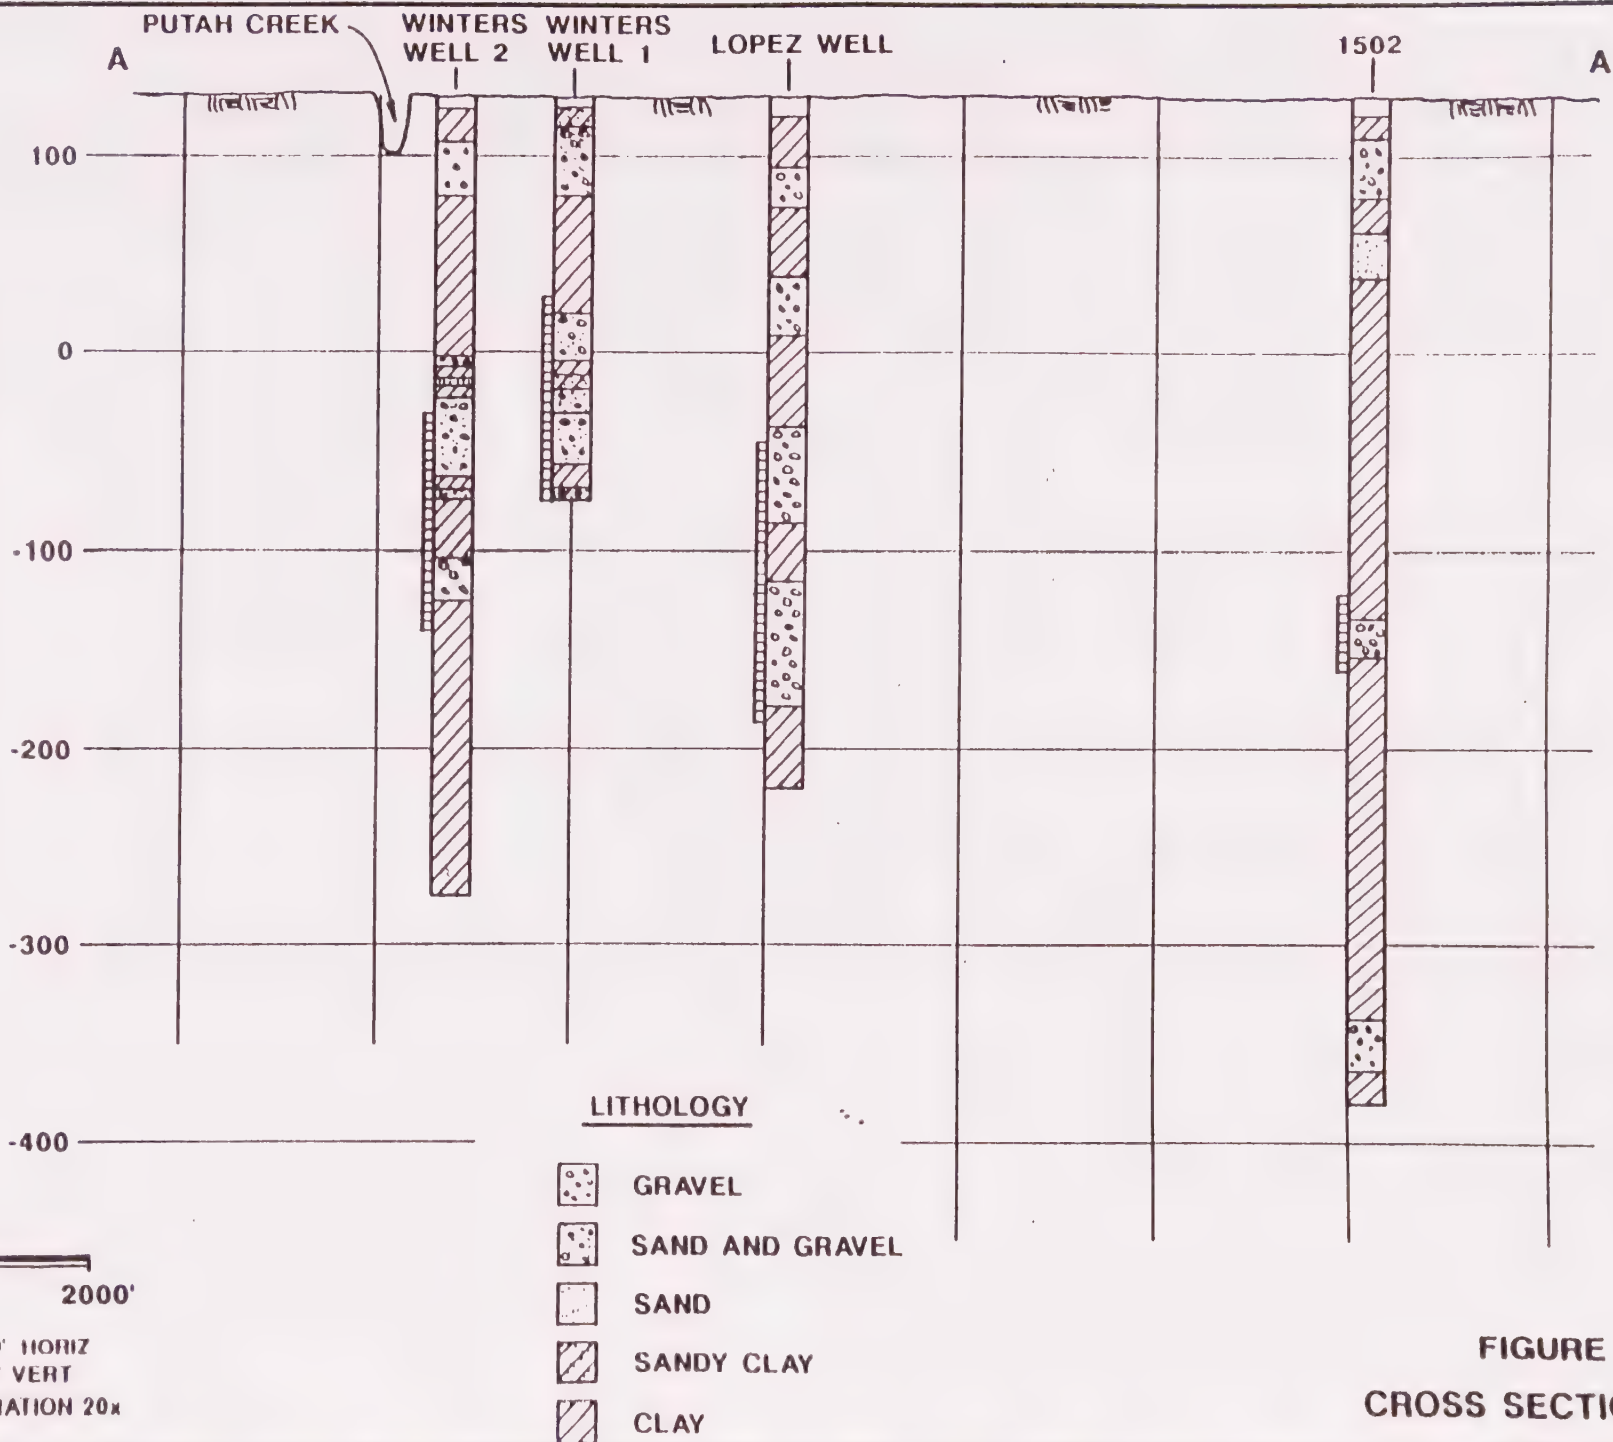 PUTAH CREEK
WINTERS WELL 2
WINTERS WELL 1
LOPEZ WELL
1502
A
A
100
0
-100
-200
-300
-400
LITHOLOGY
GRAVEL
SAND AND GRAVEL
SAND
SANDY CLAY
CLAY
2000'
' HORIZ
VERT
20x
FIGURE
CROSS